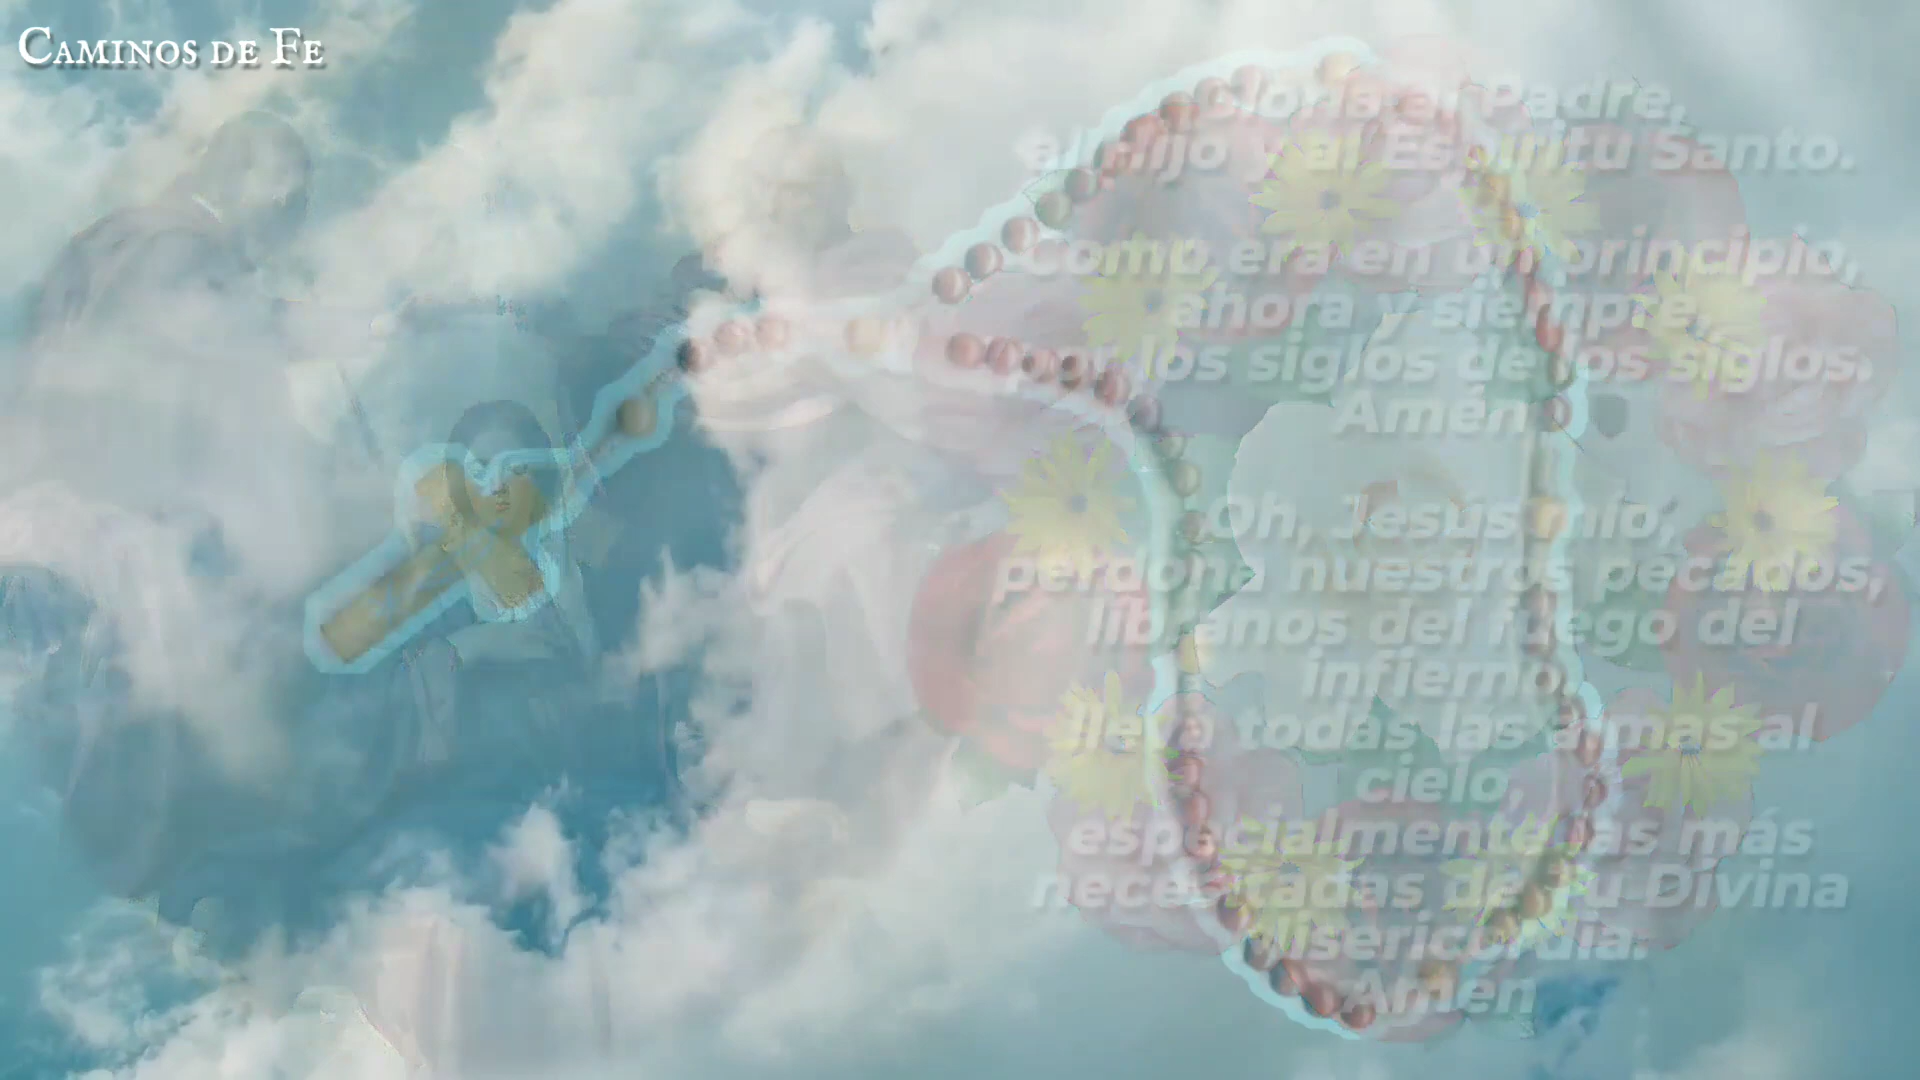 Caminos de Fe
Gloria al Padre,
al Hijo y al Espíritu Santo.
Como era en un principio,
ahora y siempre,
por los siglos de los siglos.
Amén
Oh, Jesús mío,
perdona nuestros pecados,
libranos del fuego del
infierno,
lleva todas las almas al
cielo,
especialmente las más
necesitadas de Tu Divina
Misericordia.
Amén